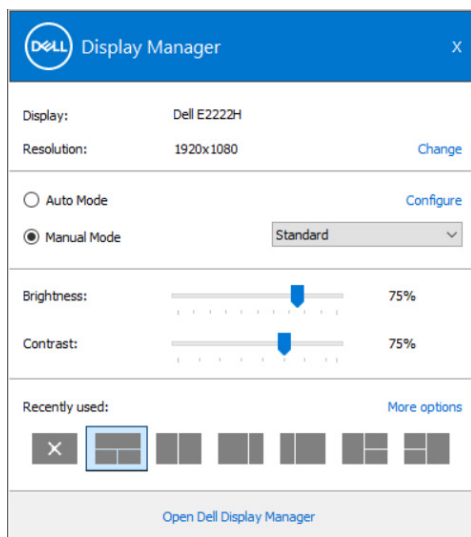 DELL Display Manager X
Display: Dell E2222H
Resolution: 1920x1080 Change
Auto Mode Configure
Manual Mode Standard
Brightness: 75%
Contrast: 75%
Recently used: More options
Open Dell Display Manager